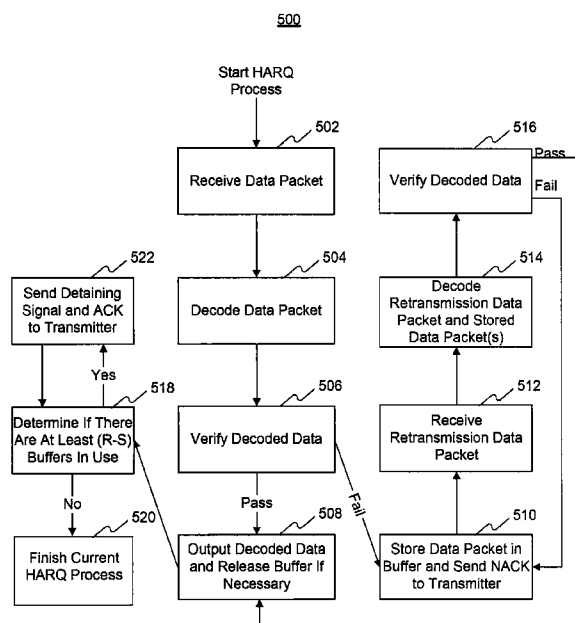 500
Start HARQ
Process
502
Receive Data Packet
504
Decode Data Packet
506
Verify Decoded Data
Pass
Fail
508
Output Decoded Data
and Release Buffer If
Necessary
510
Store Data Packet in
Buffer and Send NACK
to Transmitter
512
Receive
Retransmission Data
Packet
514
Decode
Retransmission Data
Packet and Stored
Data Packet(s)
516
Verify Decoded Data
Pass
Fail
518
Determine If There
Are At Least (R-S)
Buffers In Use
Yes
No
520
Finish Current
HARQ Process
522
Send Detaining
Signal and ACK
to Transmitter